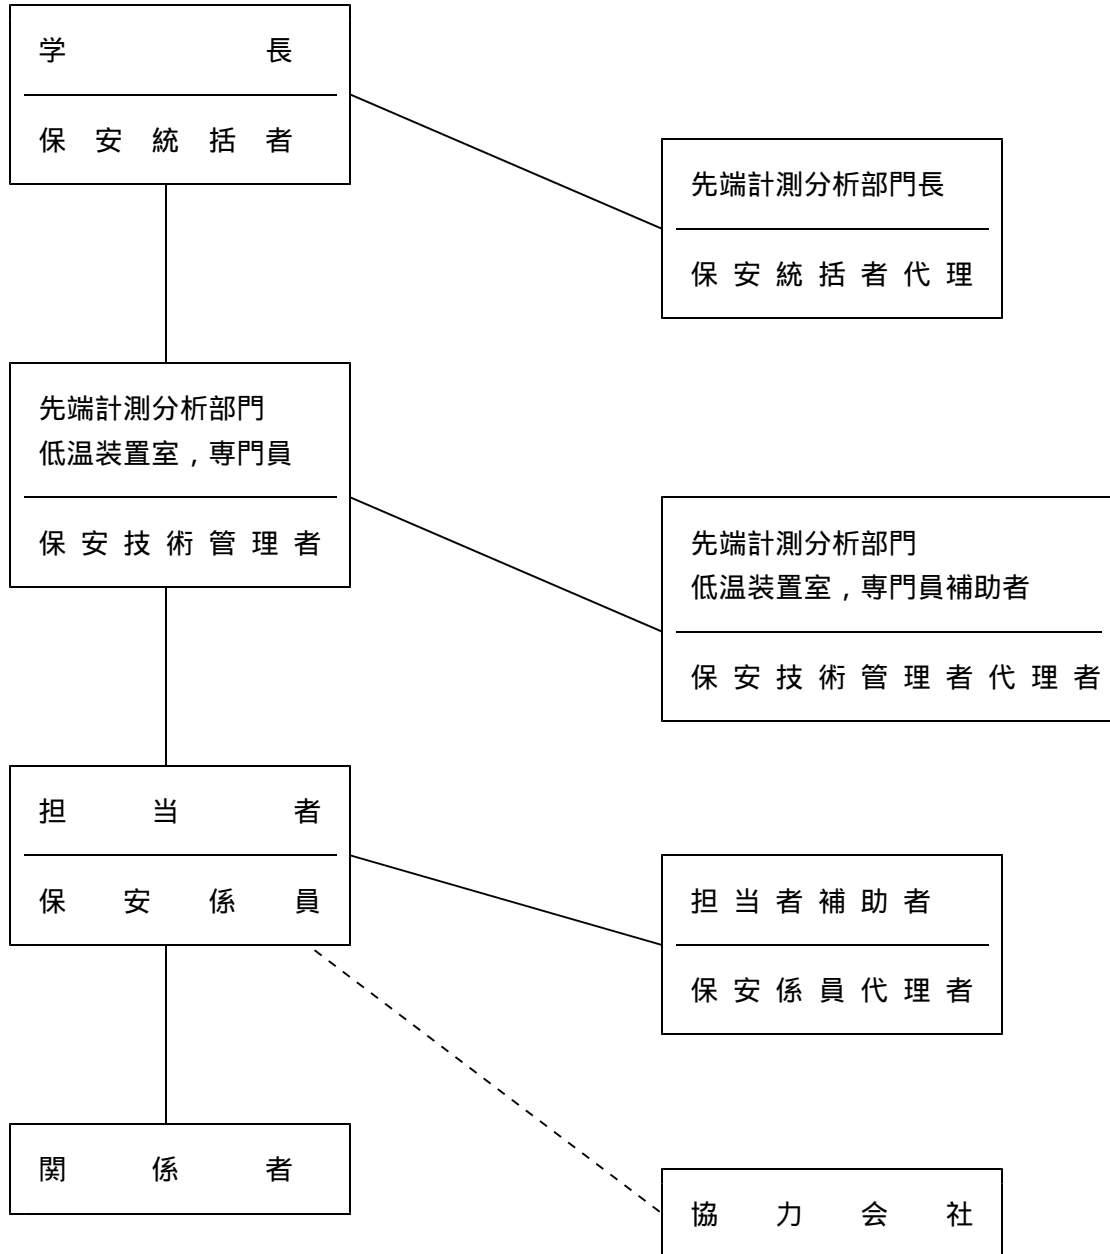 学長
保安統括者
先端計測分析部門長
保安統括者代理
先端計測分析部門
低温装置室，専門員
保安技術管理者
先端計測分析部門
低温装置室，専門員補助者
保安技術管理者代理者
担当者
保安係員
担当者補助者
保安係員代理者
関係者
協力会社